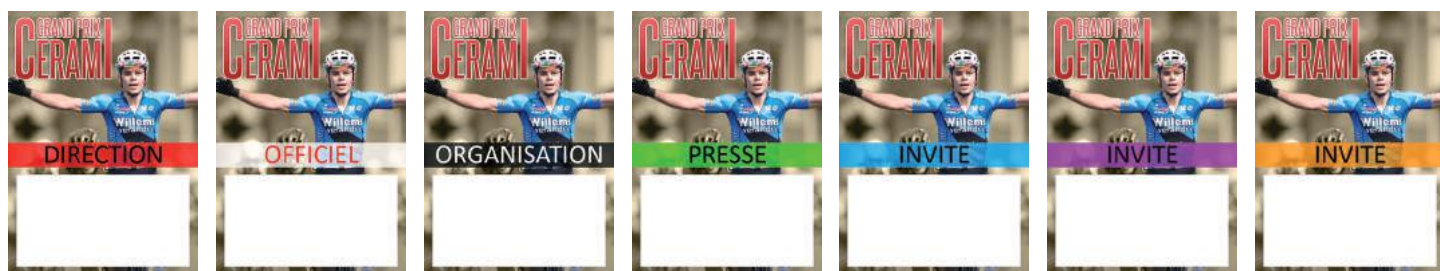 GRAND PRIX
CERAMI
Willems
Veranda's
DIRECTION
GRAND PRIX
CERAMI
Willems
Veranda's
OFFICIEL
GRAND PRIX
CERAMI
Willems
Veranda's
ORGANISATION
GRAND PRIX
CERAMI
Willems
Veranda's
PRESSE
GRAND PRIX
CERAMI
Willems
Veranda's
INVITE
GRAND PRIX
CERAMI
Willems
Veranda's
INVITE
GRAND PRIX
CERAMI
Willems
Veranda's
INVITE